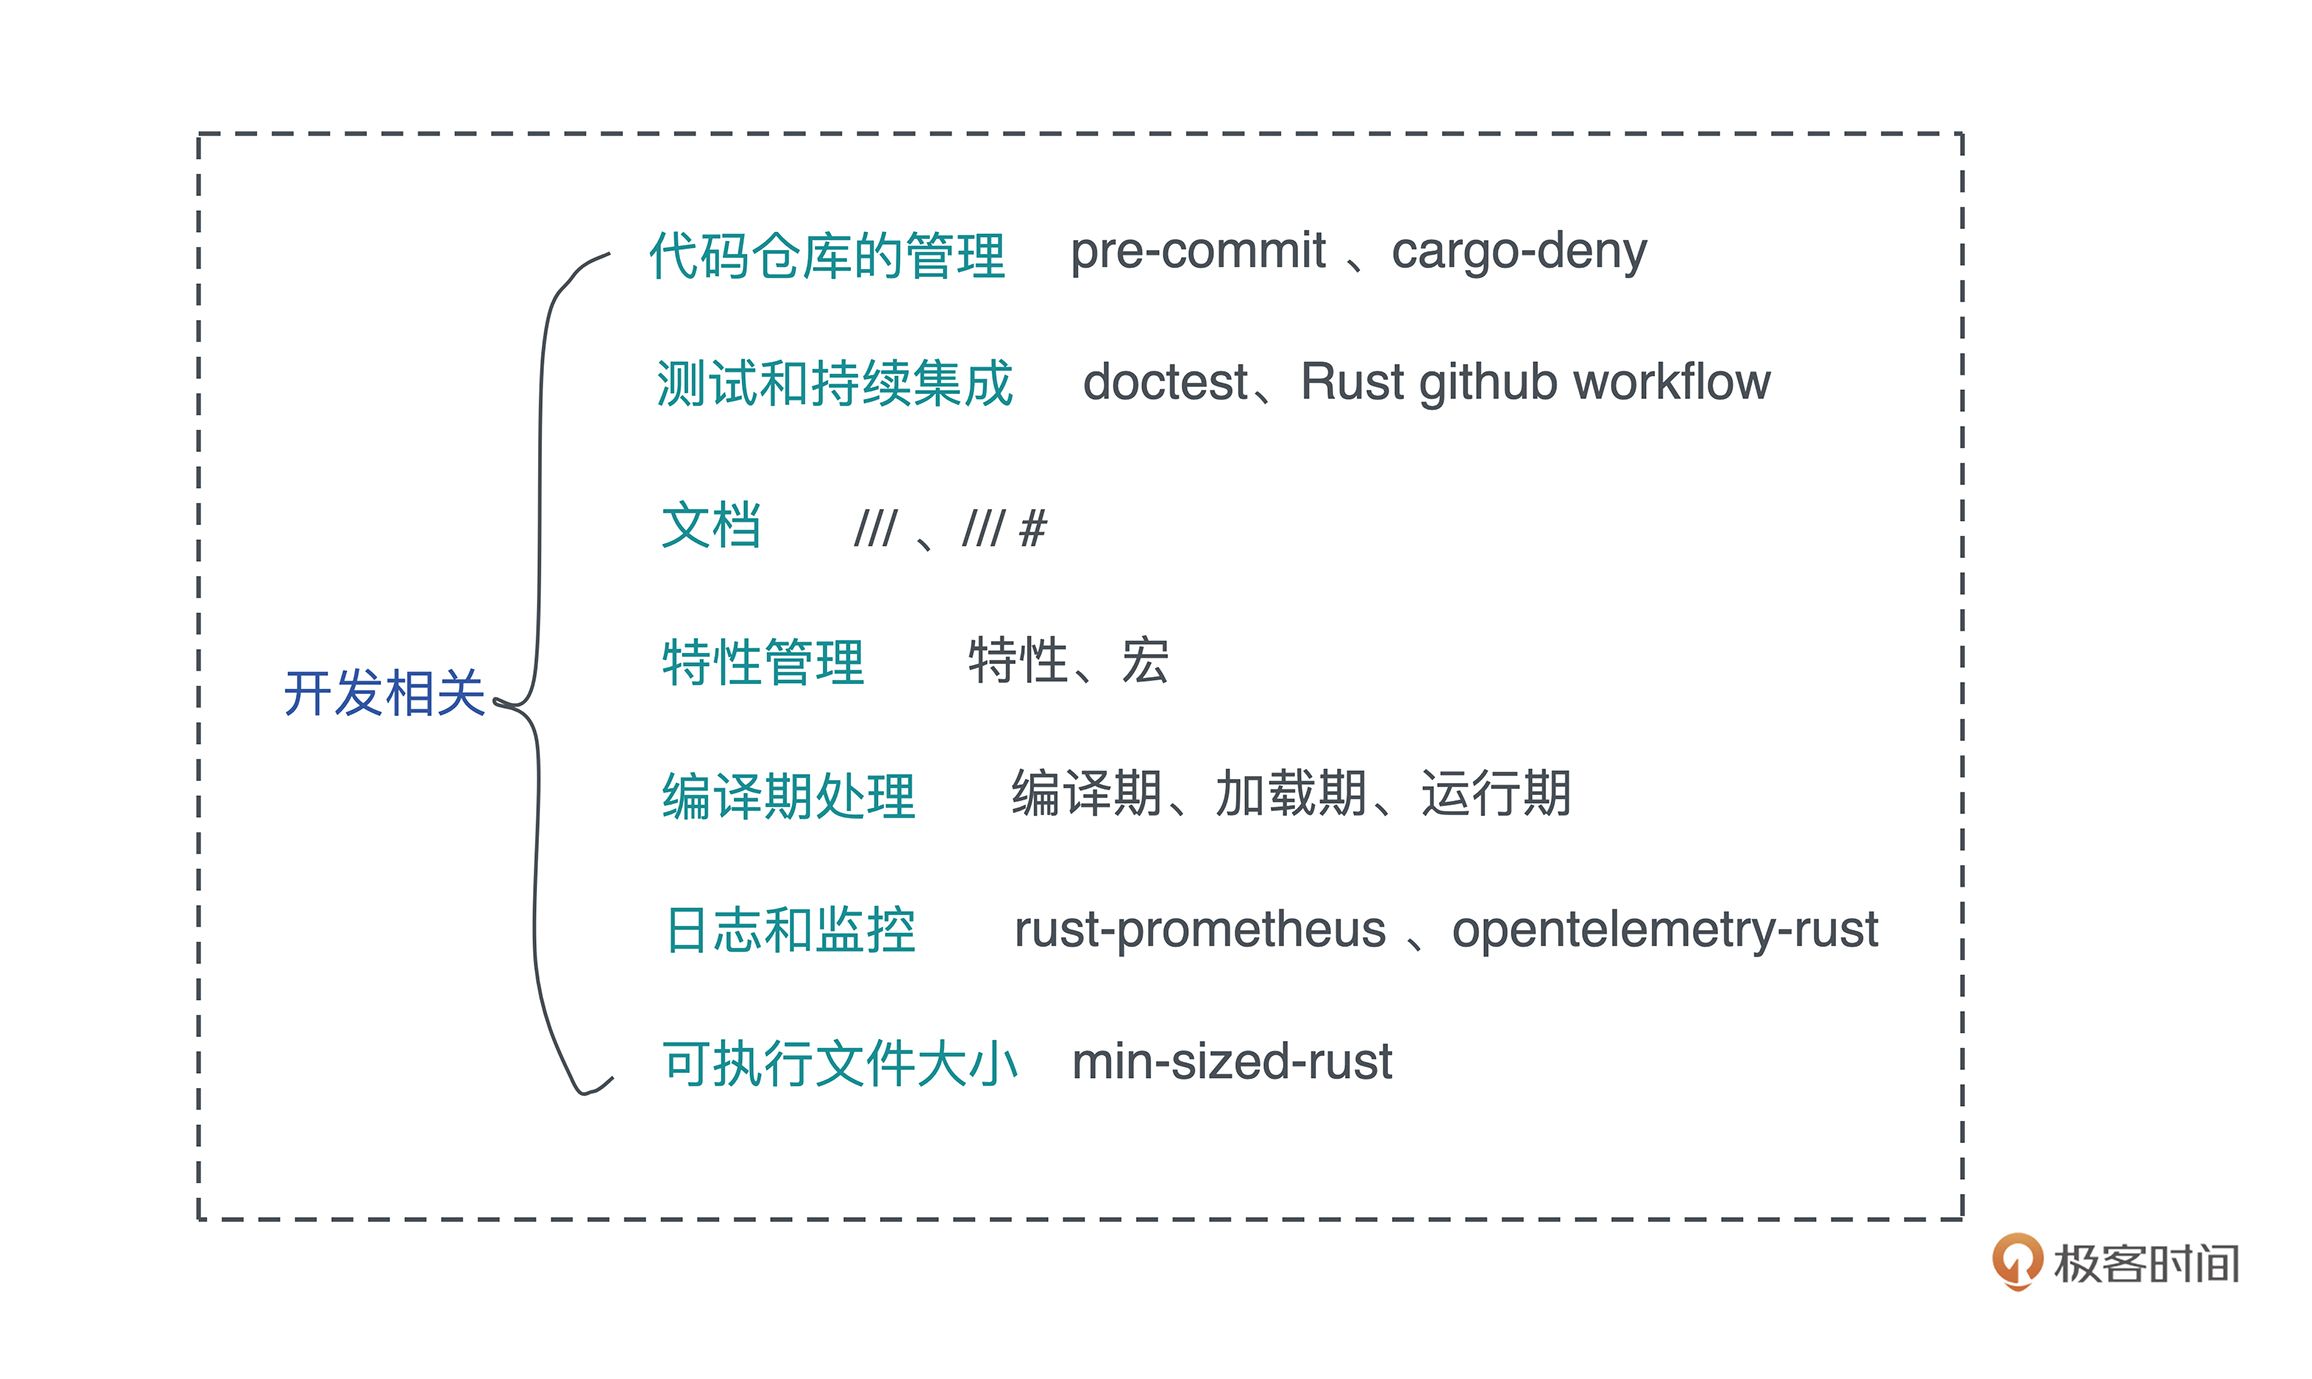 代码仓库的管理 pre-commit 、cargo-deny
测试和持续集成 doctest、Rust github workflow
文档 /// 、/// #
特性管理 特性、宏
开发相关
编译期处理 编译期、加载期、运行期
日志和监控 rust-prometheus 、opentelemetry-rust
可执行文件大小 min-sized-rust
极客时间